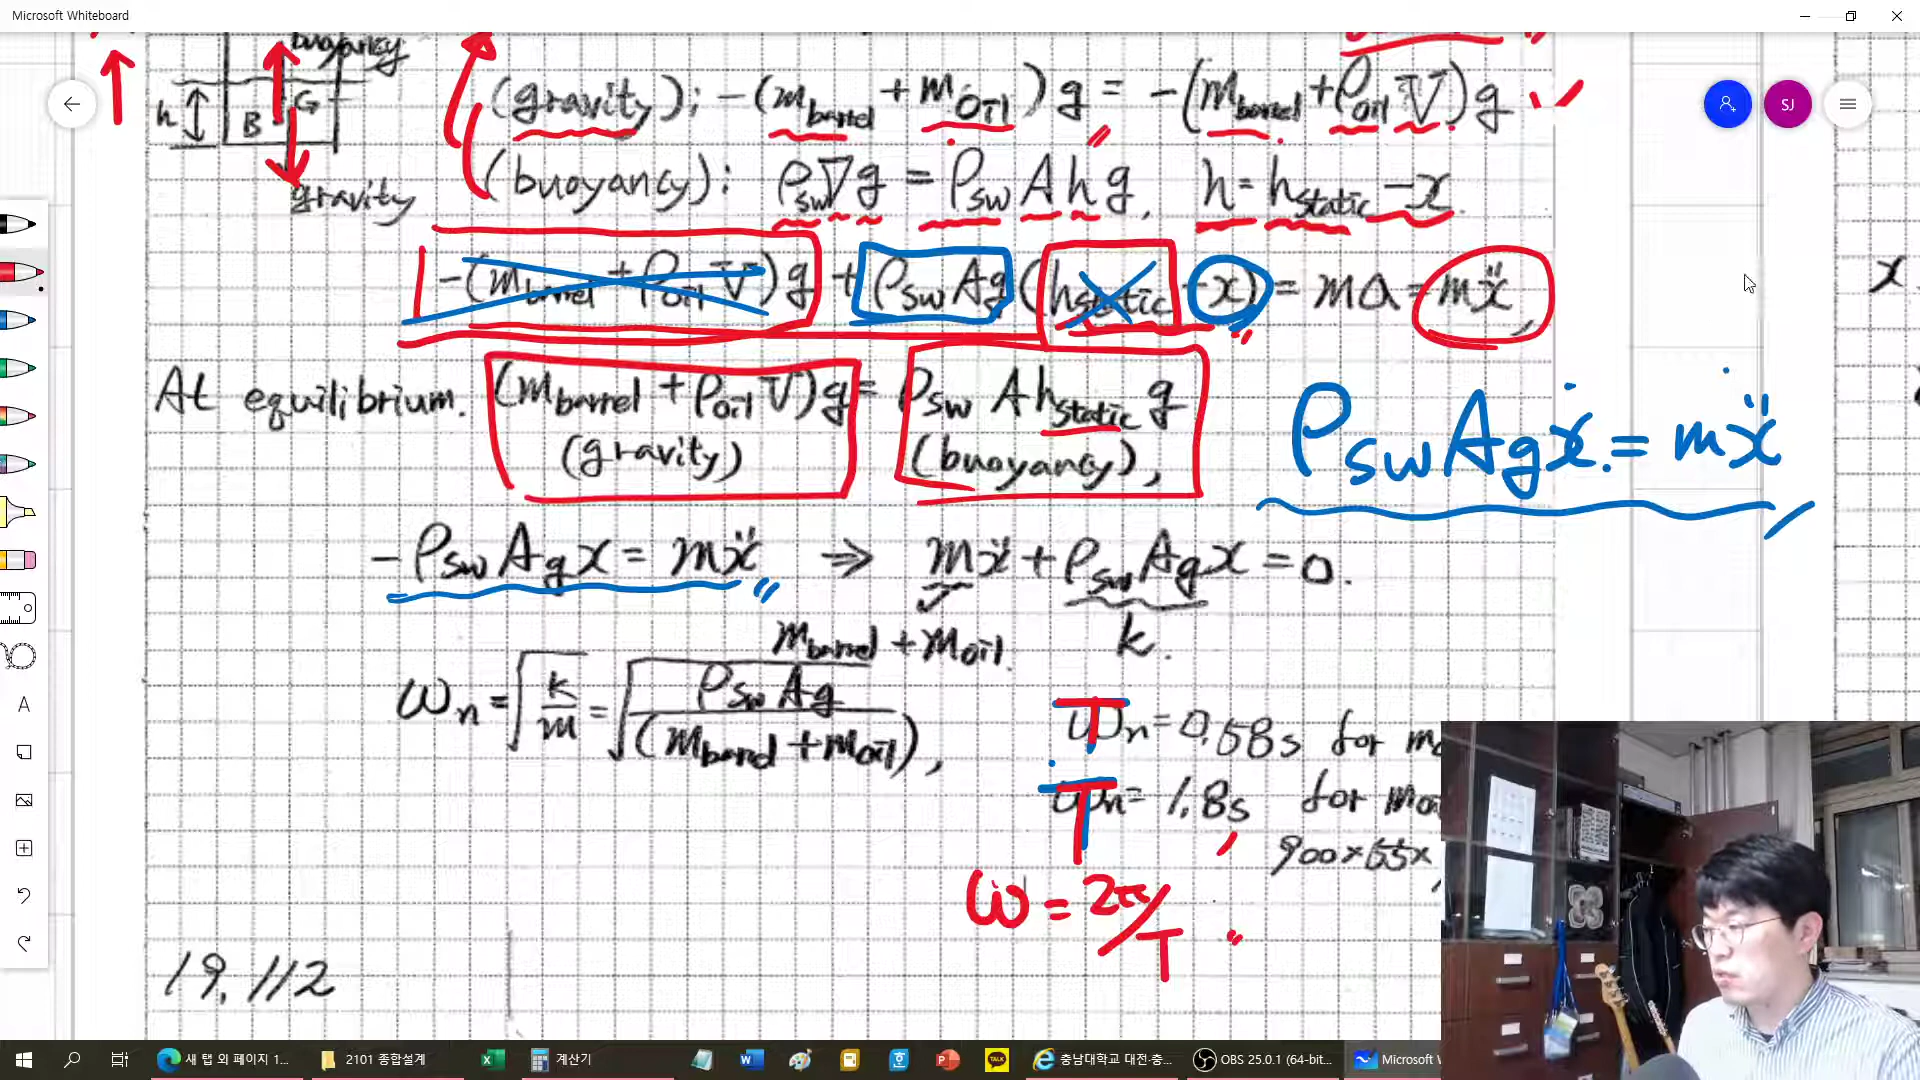 Microsoft Whiteboard
buoyancy
(gravity); -(m_barrel + m_oil) g = -(m_barrel + ρ_oil V) g
h B G
(buoyancy): ρ_sw ∇ g = ρ_sw A h g, h = h_static - x.
gravity
-(m_barrel + ρ_oil V) g + ρ_sw A g (h_static - x) = ma = mẍ,
x
At equilibrium. (m_barrel + ρ_oil V) g = ρ_sw A h_static g
(gravity) (buoyancy),
ρ_sw A g x = mẍ
-ρ_sw A g x = mẍ ⇒ mẍ + ρ_sw A g x = 0.
k.
m_barrel + m_oil.
ω_n = √(k/m) = √(ρ_sw A g / (m_barrel + m_oil)),
T n = 0.58s for
T n = 1.8s for
900×55×
ω = 2π/T
19.112
SJ
A
새 탭 외 페이지 1...
2101 종합설계
계산기
충남대학교 대전·충...
OBS 25.0.1 (64-bit...
Microsoft W